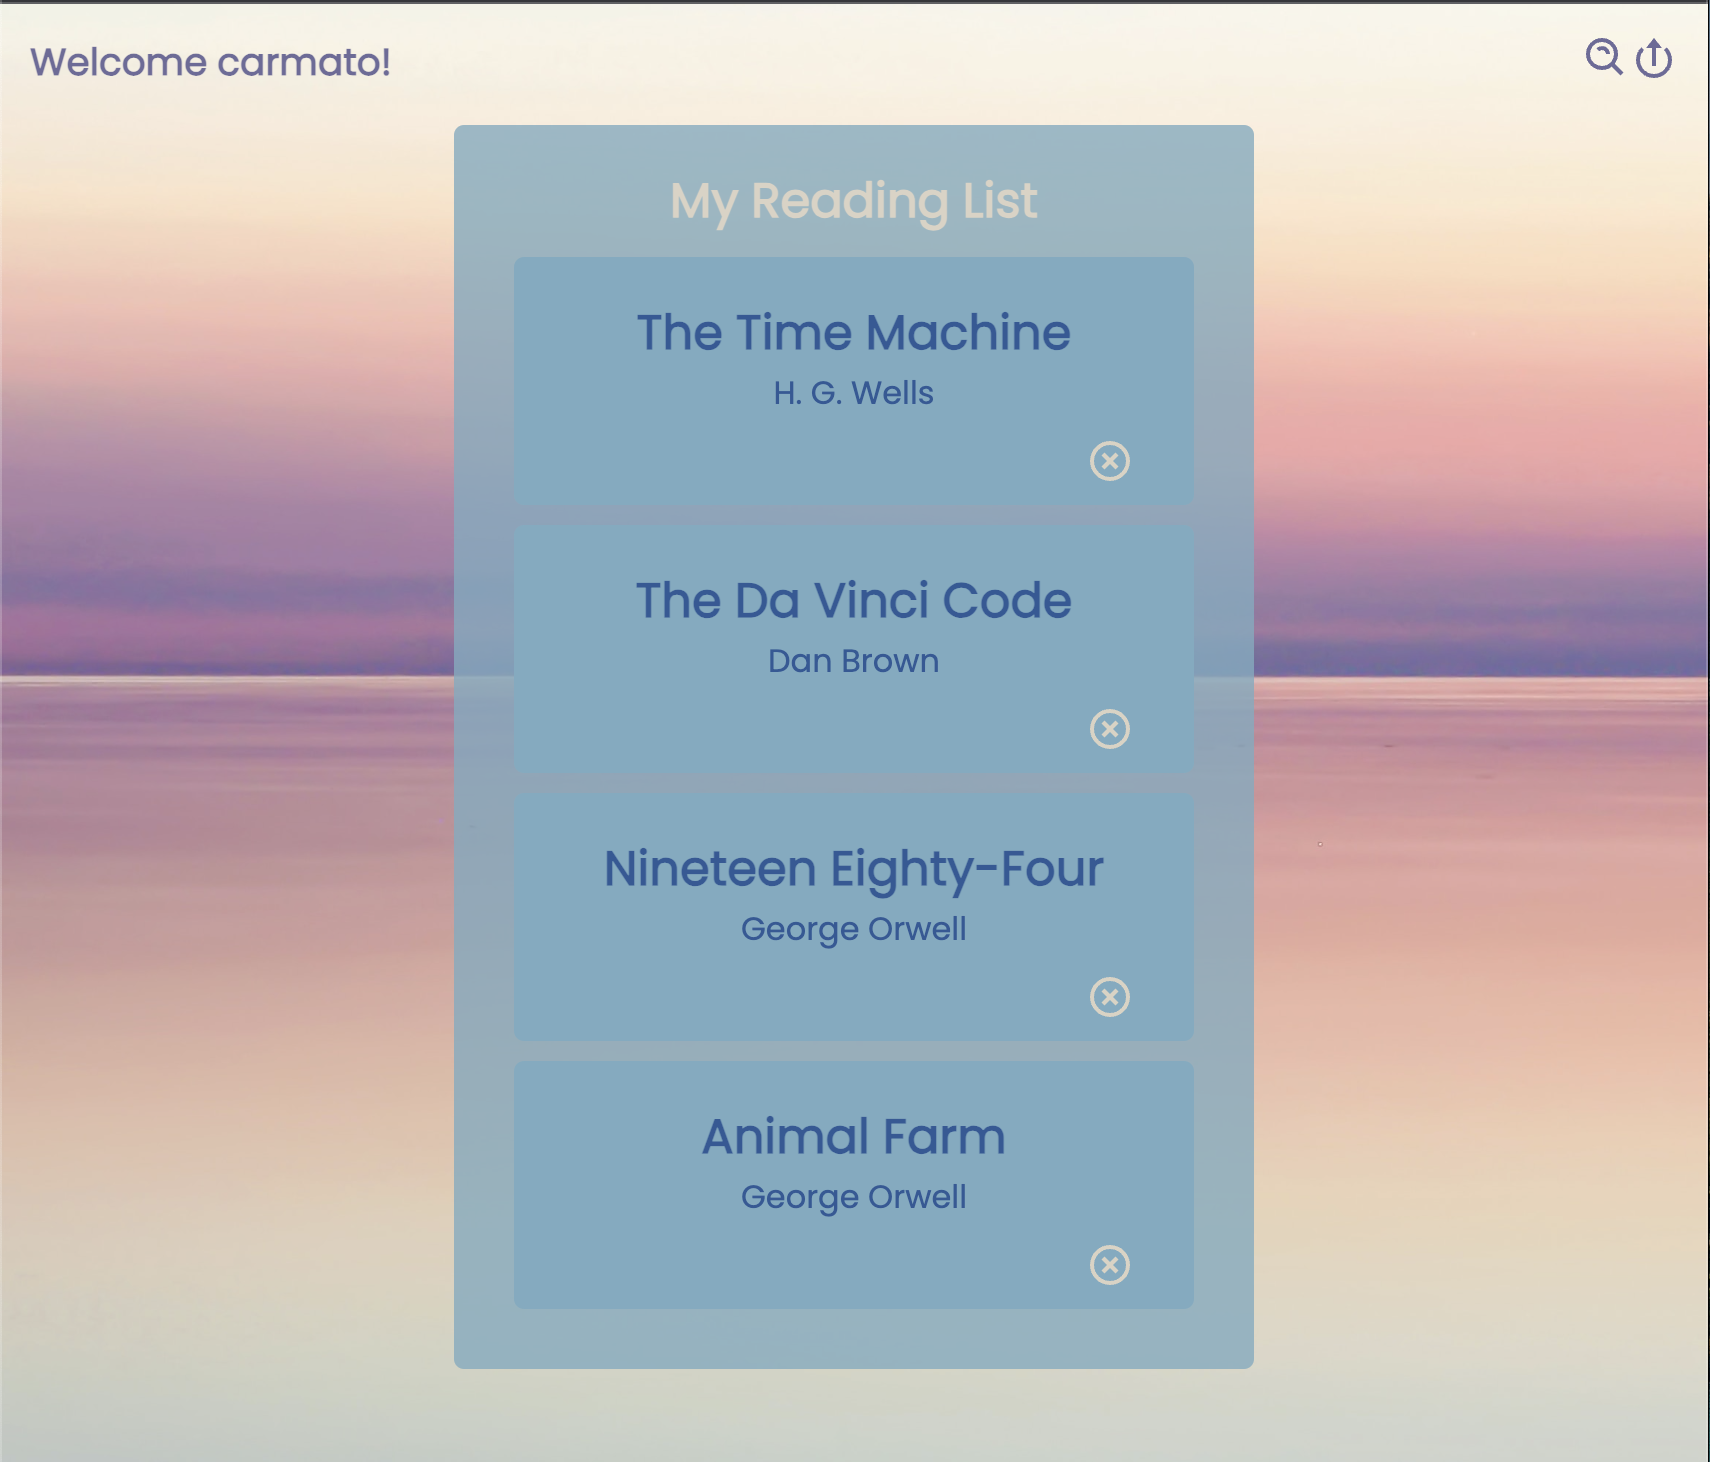 Welcome carmato!
My Reading List
The Time Machine
H. G. Wells
The Da Vinci Code
Dan Brown
Nineteen Eighty-Four
George Orwell
Animal Farm
George Orwell